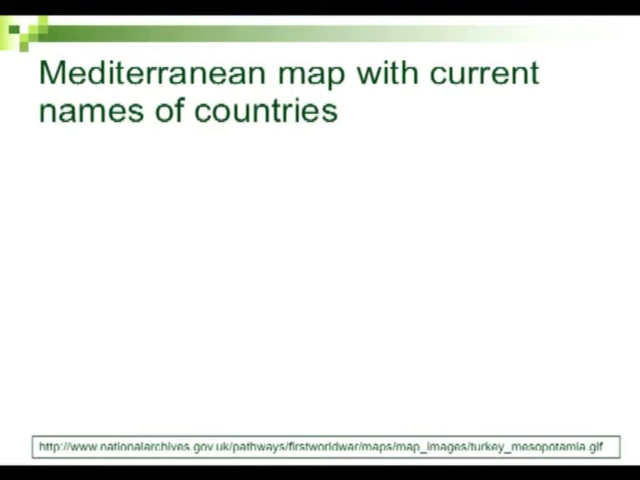 Mediterranean map with current
names of countries
http://www.nationalarchives.gov.uk/pathways/firstworldwar/maps/map_images/turkey_mesopotamia.gif